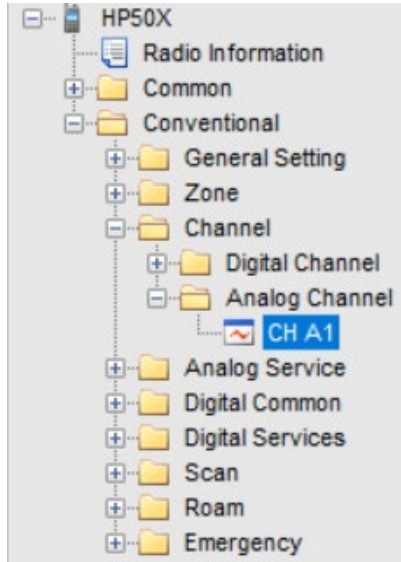 HP50X
Radio Information
Common
Conventional
General Setting
Zone
Channel
Digital Channel
Analog Channel
CH A1
Analog Service
Digital Common
Digital Services
Scan
Roam
Emergency